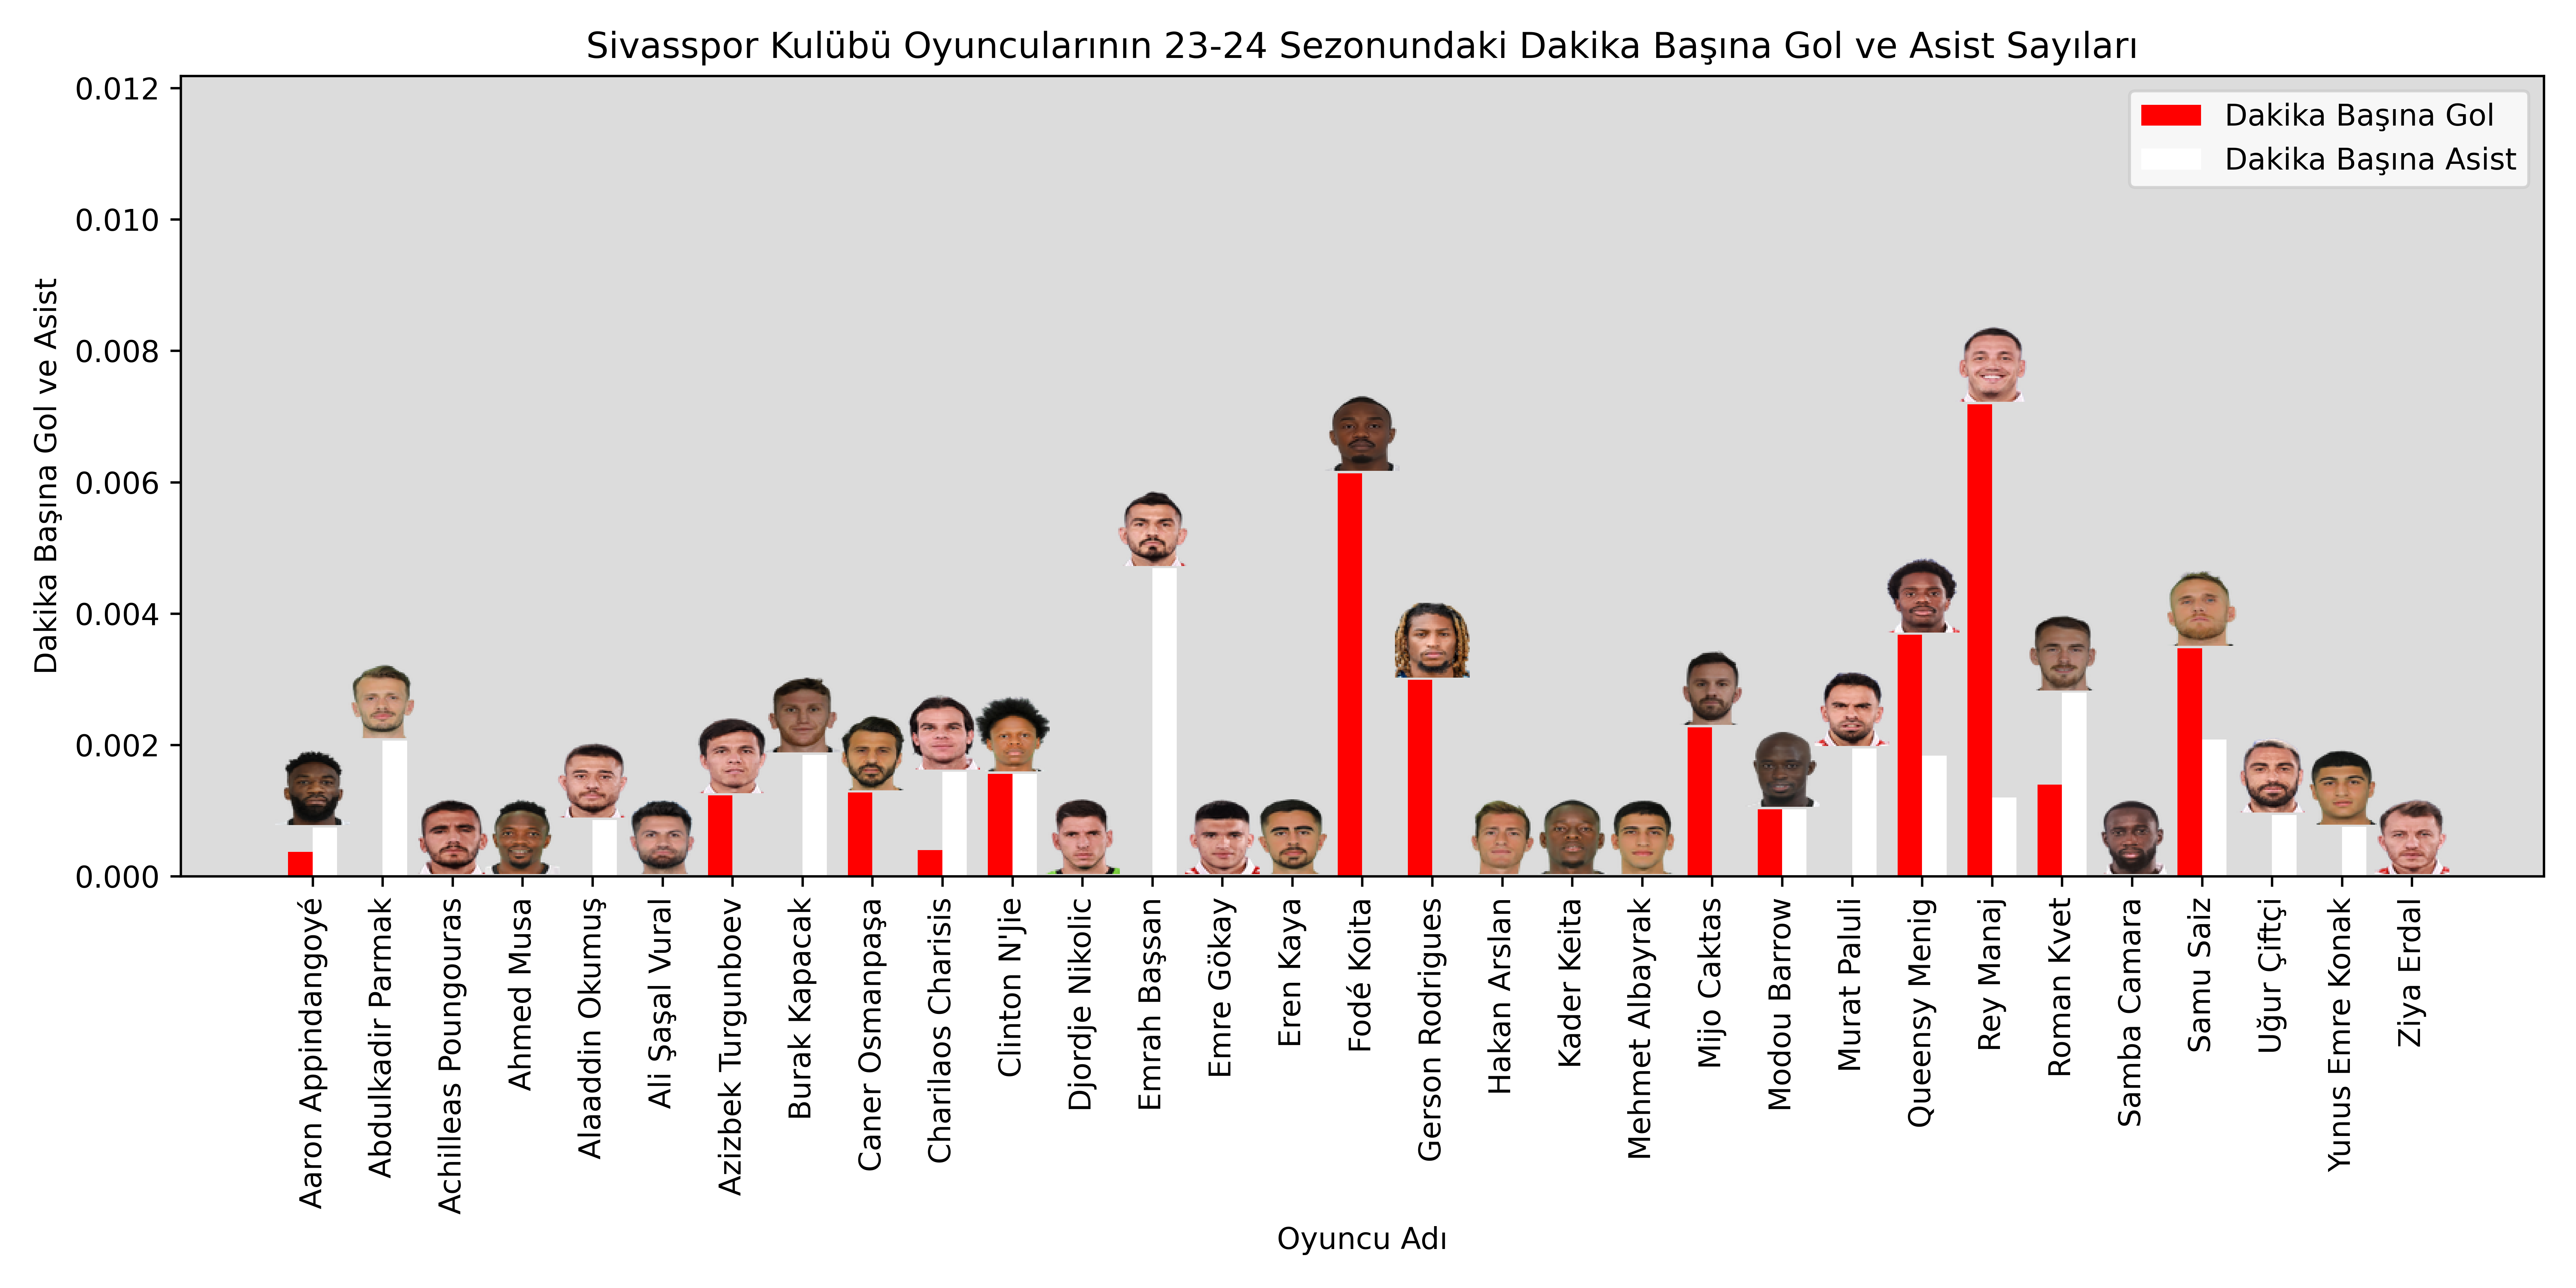 Sivasspor Kulübü Oyuncularının 23-24 Sezonundaki Dakika Başına Gol ve Asist Sayıları
Dakika Başına Gol
Dakika Başına Asist
Dakika Başına Gol ve Asist
0.012
0.010
0.008
0.006
0.004
0.002
0.000
Aaron Appindangoyé
Abdulkadir Parmak
Achilleas Poungouras
Ahmed Musa
Alaaddin Okumuş
Ali Şaşal Vural
Azizbek Turgunboev
Burak Kapacak
Caner Osmanpaşa
Charilaos Charisis
Clinton N'Jie
Djordje Nikolic
Emrah Başsan
Emre Gökay
Eren Kaya
Fodé Koita
Gerson Rodrigues
Hakan Arslan
Kader Keita
Mehmet Albayrak
Mijo Caktas
Modou Barrow
Murat Paluli
Queensy Menig
Rey Manaj
Roman Kvet
Samba Camara
Samu Saiz
Uğur Çiftçi
Yunus Emre Konak
Ziya Erdal
Oyuncu Adı